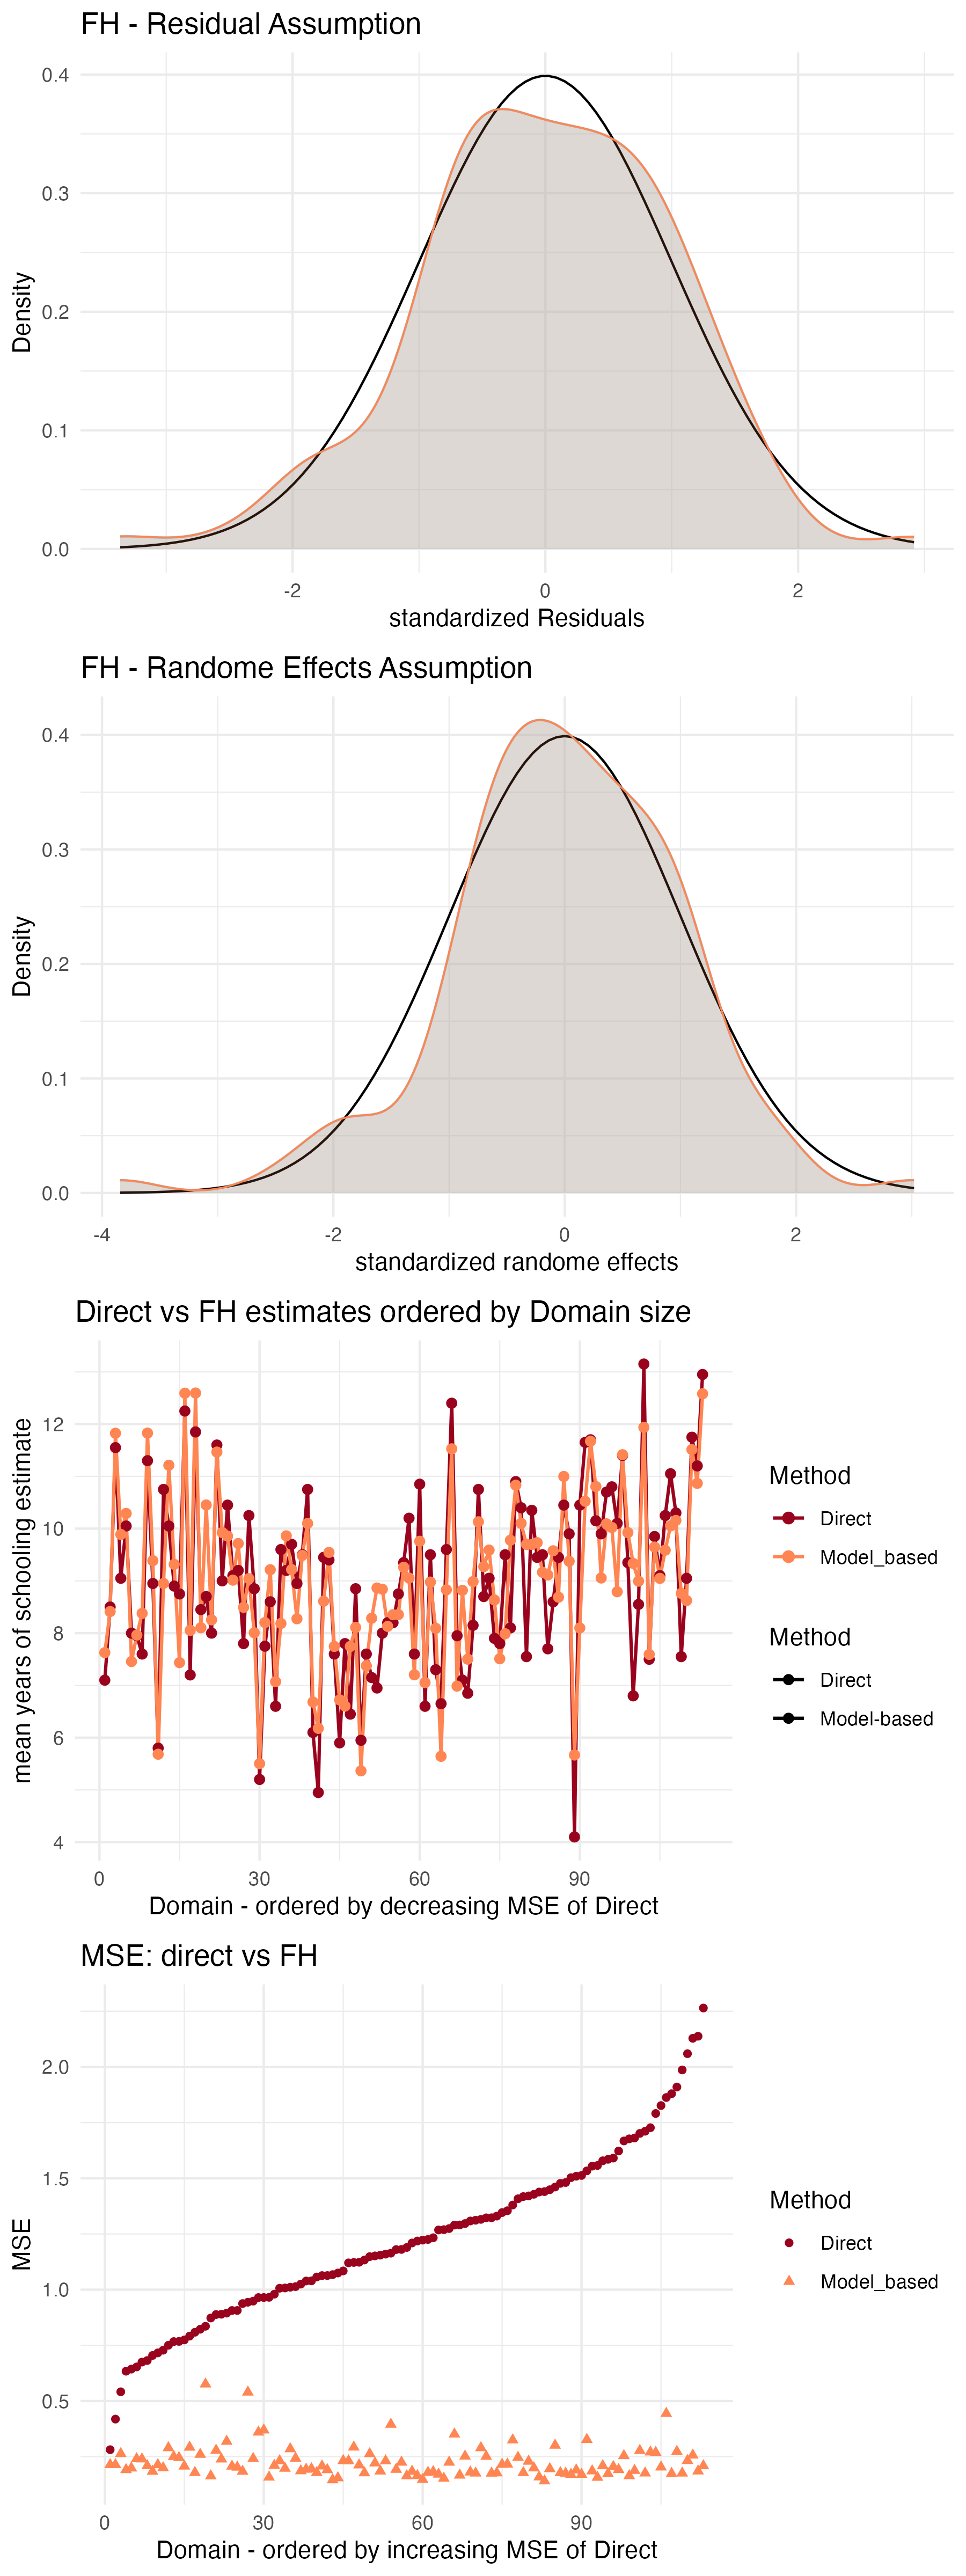 FH - Residual Assumption
0.4
0.3
0.2
0.1
0.0
Density
-2 0 2
standardized Residuals
FH - Randome Effects Assumption
0.4
0.3
0.2
0.1
0.0
Density
-4 -2 0 2
standardized randome effects
Direct vs FH estimates ordered by Domain size
12
10
8
6
4
mean years of schooling estimate
0 30 60 90
Domain - ordered by decreasing MSE of Direct
Method
Direct
Model_based
Method
Direct
Model-based
MSE: direct vs FH
2.0
1.5
1.0
0.5
MSE
0 30 60 90
Domain - ordered by increasing MSE of Direct
Method
Direct
Model_based